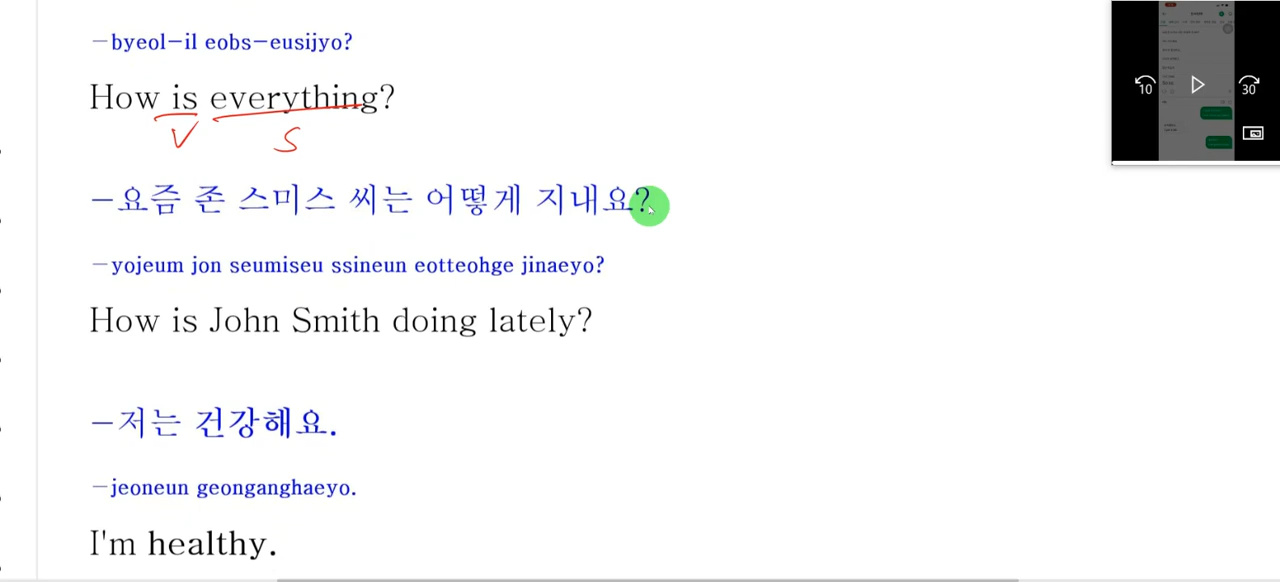 –byeol–il eobs–eusijyo?
How is everything?
V S
–요즘 존 스미스 씨는 어떻게 지내요?
–yojeum jon seumiseu ssineun eotteohge jinaeyo?
How is John Smith doing lately?
–저는 건강해요.
–jeoneun geonganghaeyo.
I'm healthy.
10 30